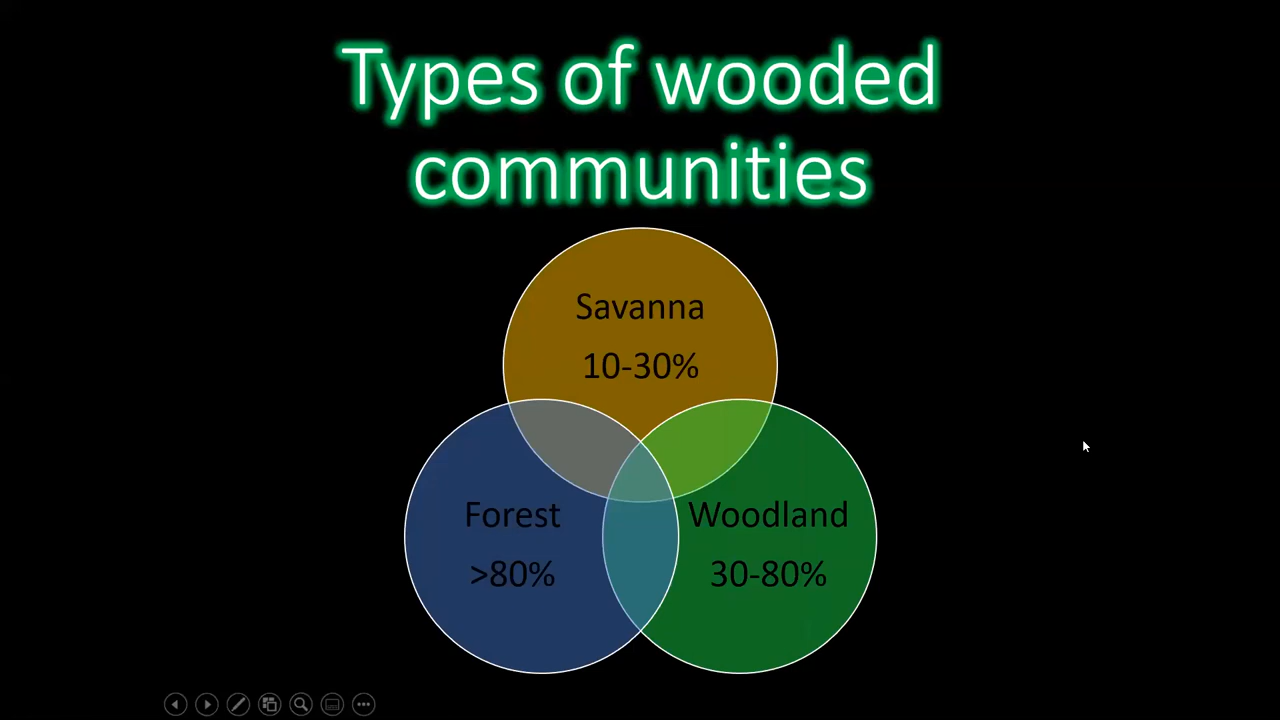 Types of wooded
communities
Savanna
10-30%
Forest
>80%
Woodland
30-80%